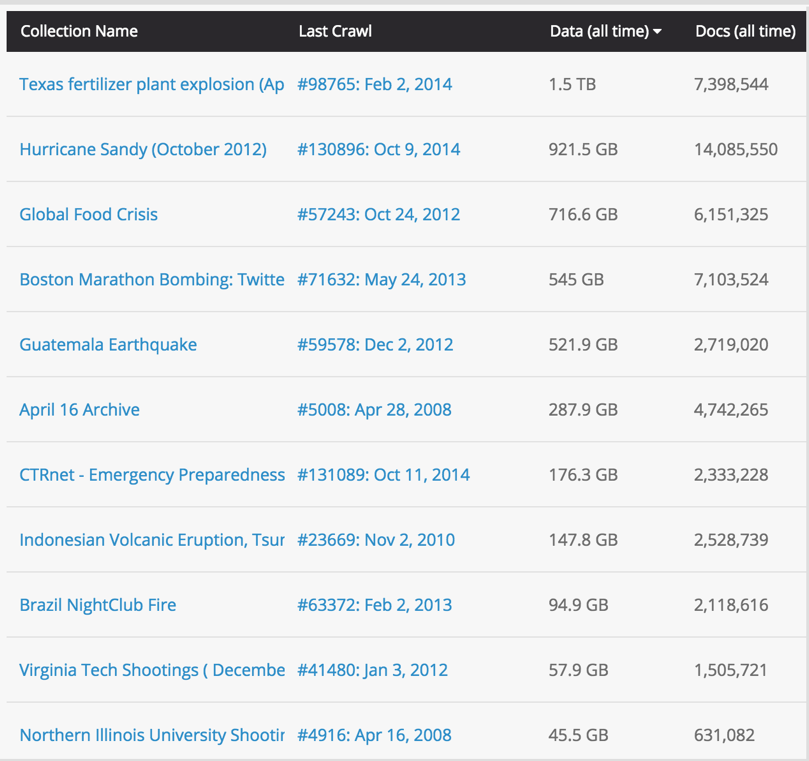 Collection Name Last Crawl Data (all time) Docs (all time)
Texas fertilizer plant explosion (Ap #98765: Feb 2, 2014 1.5 TB 7,398,544
Hurricane Sandy (October 2012) #130896: Oct 9, 2014 921.5 GB 14,085,550
Global Food Crisis #57243: Oct 24, 2012 716.6 GB 6,151,325
Boston Marathon Bombing: Twitte #71632: May 24, 2013 545 GB 7,103,524
Guatemala Earthquake #59578: Dec 2, 2012 521.9 GB 2,719,020
April 16 Archive #5008: Apr 28, 2008 287.9 GB 4,742,265
CTRnet - Emergency Preparedness #131089: Oct 11, 2014 176.3 GB 2,333,228
Indonesian Volcanic Eruption, Tsur #23669: Nov 2, 2010 147.8 GB 2,528,739
Brazil NightClub Fire #63372: Feb 2, 2013 94.9 GB 2,118,616
Virginia Tech Shootings ( Decembe #41480: Jan 3, 2012 57.9 GB 1,505,721
Northern Illinois University Shootir #4916: Apr 16, 2008 45.5 GB 631,082